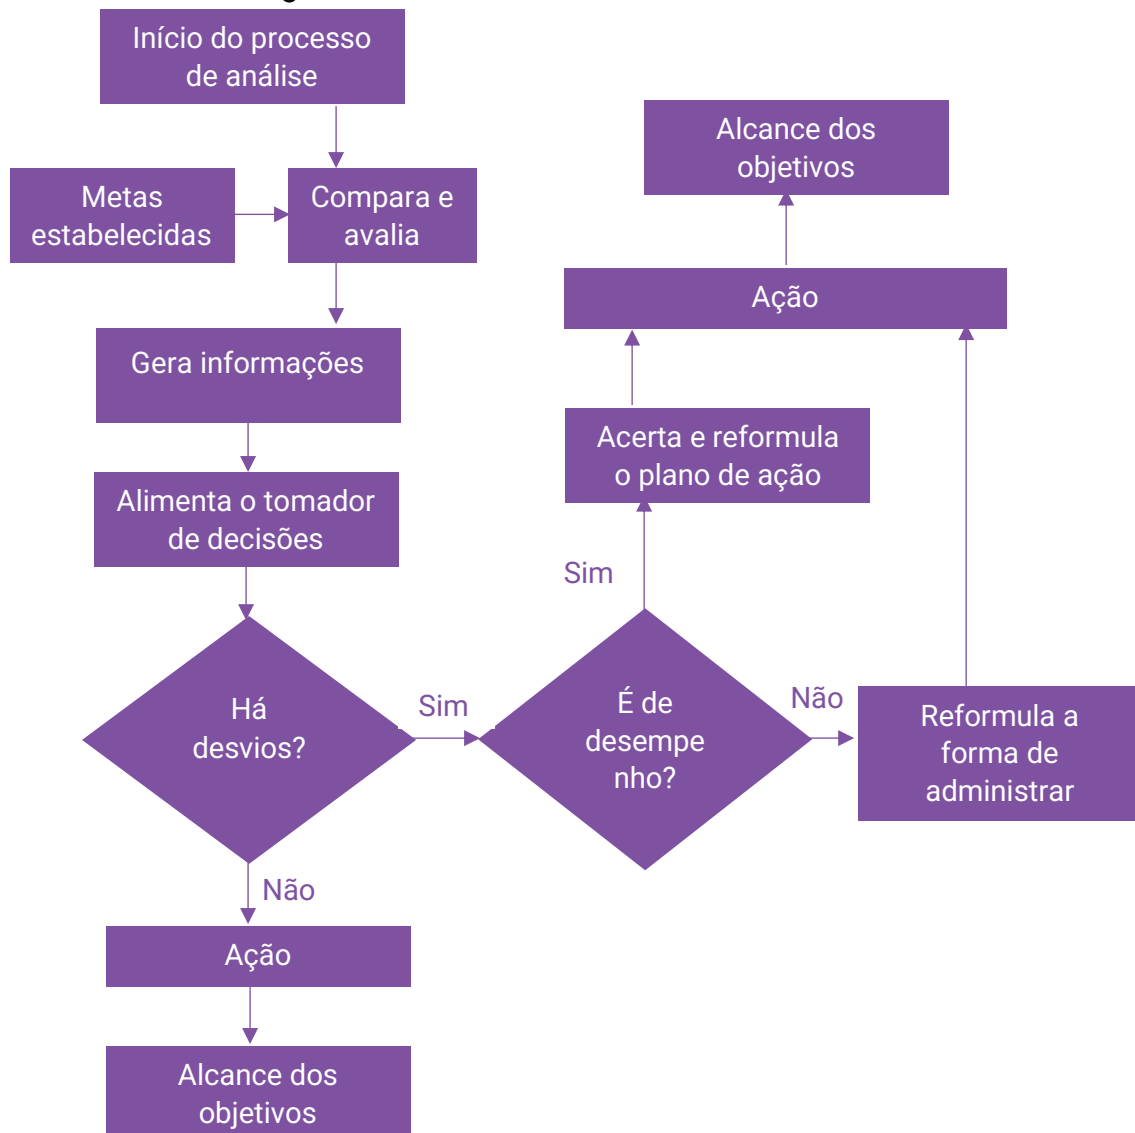 Início do processo
de análise
Metas
estabelecidas
Compara e
avalia
Gera informações
Alimenta o tomador
de decisões
Há
desvios?
Sim
Não
Ação
Alcance dos
objetivos
É de
desempe
nho?
Sim
Acerta e reformula
o plano de ação
Não
Reformula a
forma de
administrar
Ação
Alcance dos
objetivos